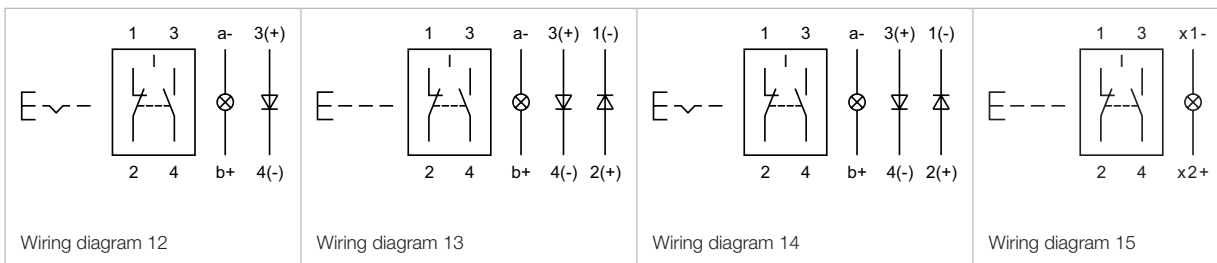 1 3 a- 3(+)
2 4 b+ 4(-)
Wiring diagram 12
1 3 a- 3(+) 1(-)
2 4 b+ 4(-) 2(+)
Wiring diagram 13
1 3 a- 3(+) 1(-)
2 4 b+ 4(-) 2(+)
Wiring diagram 14
1 3 x1-
2 4 x2+
Wiring diagram 15